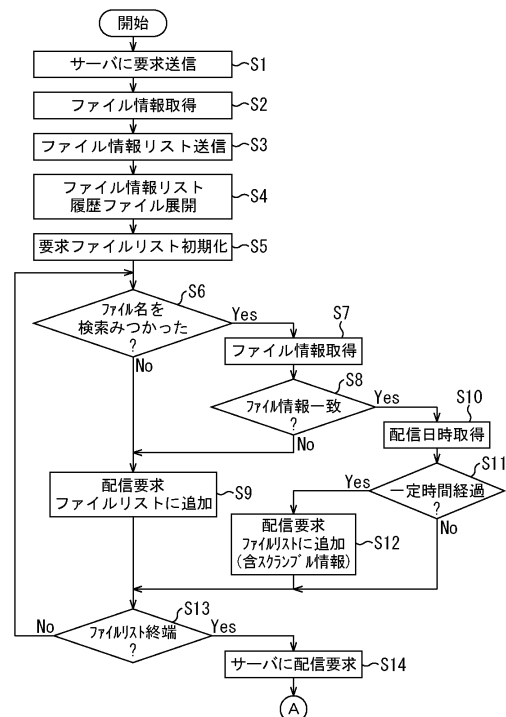 開始
サーバに要求送信
S1
ファイル情報取得
S2
ファイル情報リスト送信
S3
ファイル情報リスト
履歴ファイル展開
S4
要求ファイルリスト初期化
S5
S6
ファイル名を
検索みつかった
?
Yes
No
S7
ファイル情報取得
S8
ファイル情報一致
?
Yes
No
S10
配信日時取得
S11
一定時間経過
?
Yes
No
配信要求
ファイルリストに追加
S9
配信要求
ファイルリストに追加
(含スクランブル情報)
S12
S13
ファイルリスト終端
?
No
Yes
サーバに配信要求
S14
A